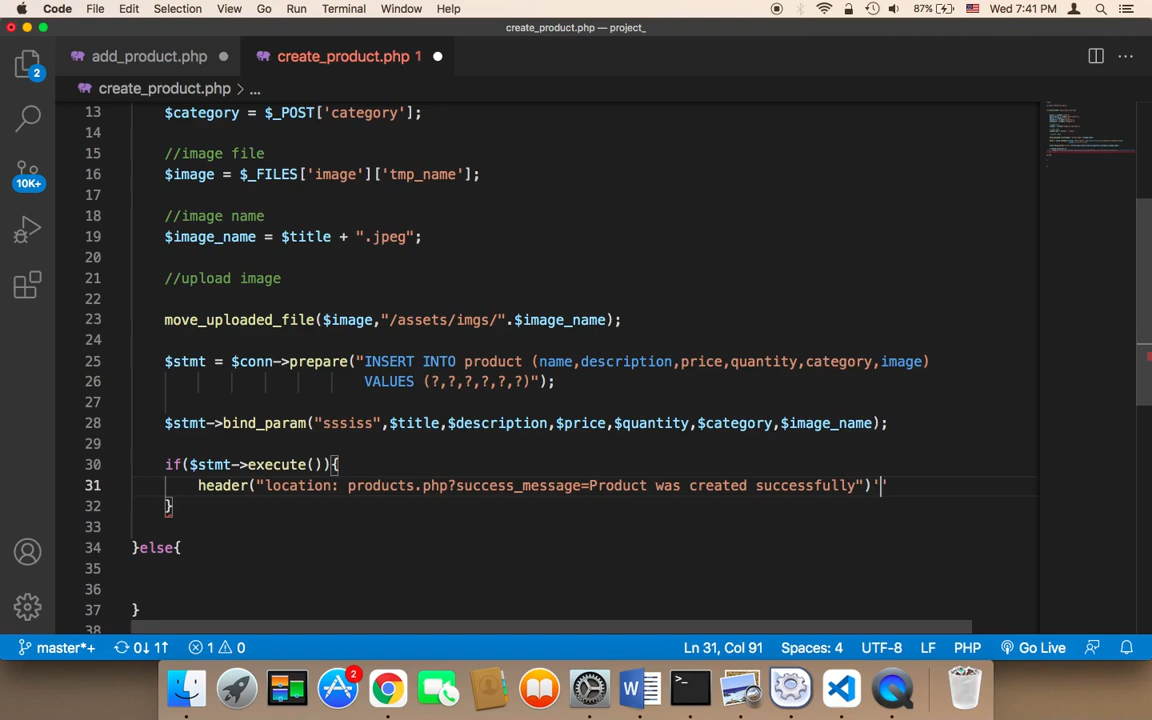 Code File Edit Selection View Go Run Terminal Window Help 87% Wed 7:41 PM
create_product.php — project_
add_product.php create_product.php 1
create_product.php > ...
2
10K+
13 $category = $_POST['category'];
14
15 //image file
16 $image = $_FILES['image']['tmp_name'];
17
18 //image name
19 $image_name = $title + ".jpeg";
20
21 //upload image
22
23 move_uploaded_file($image,"/assets/imgs/".$image_name);
24
25 $stmt = $conn->prepare("INSERT INTO product (name,description,price,quantity,category,image)
26 VALUES (?,?,?,?,?,?)");
27
28 $stmt->bind_param("sssiss",$title,$description,$price,$quantity,$category,$image_name);
29
30 if($stmt->execute()){
31 header("location: products.php?success_message=Product was created successfully")''
32 }
33
34 }else{
35
36
37 }
38
master*+ 0↓ 1↑ 1 0 Ln 31, Col 91 Spaces: 4 UTF-8 LF PHP Go Live
2